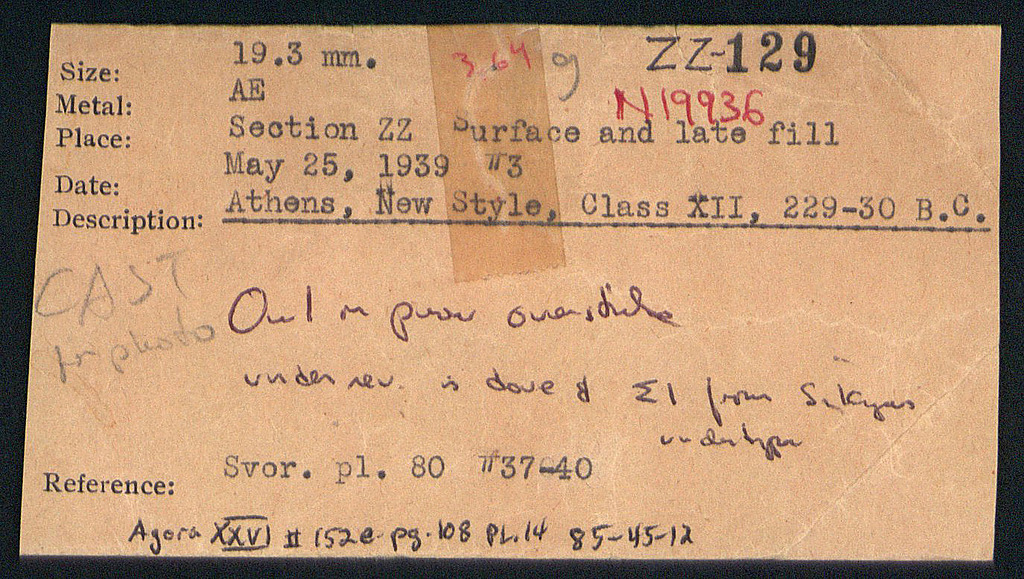 Size: 19.3 mm. 3.64 g ZZ-129
Metal: AE N19936
Place: Section ZZ Surface and late fill
Date: May 25, 1939 #3
Description: Athens, New Style, Class XII, 229-30 B.C.
CAST for photo
Owl on prow overstrike
under rev. is dove & ΣΙ from Sikyon
undertype
Svor. pl. 80 #37-40
Reference:
Agora XXVI # 152e pg. 108 PL. 14 85-45-12